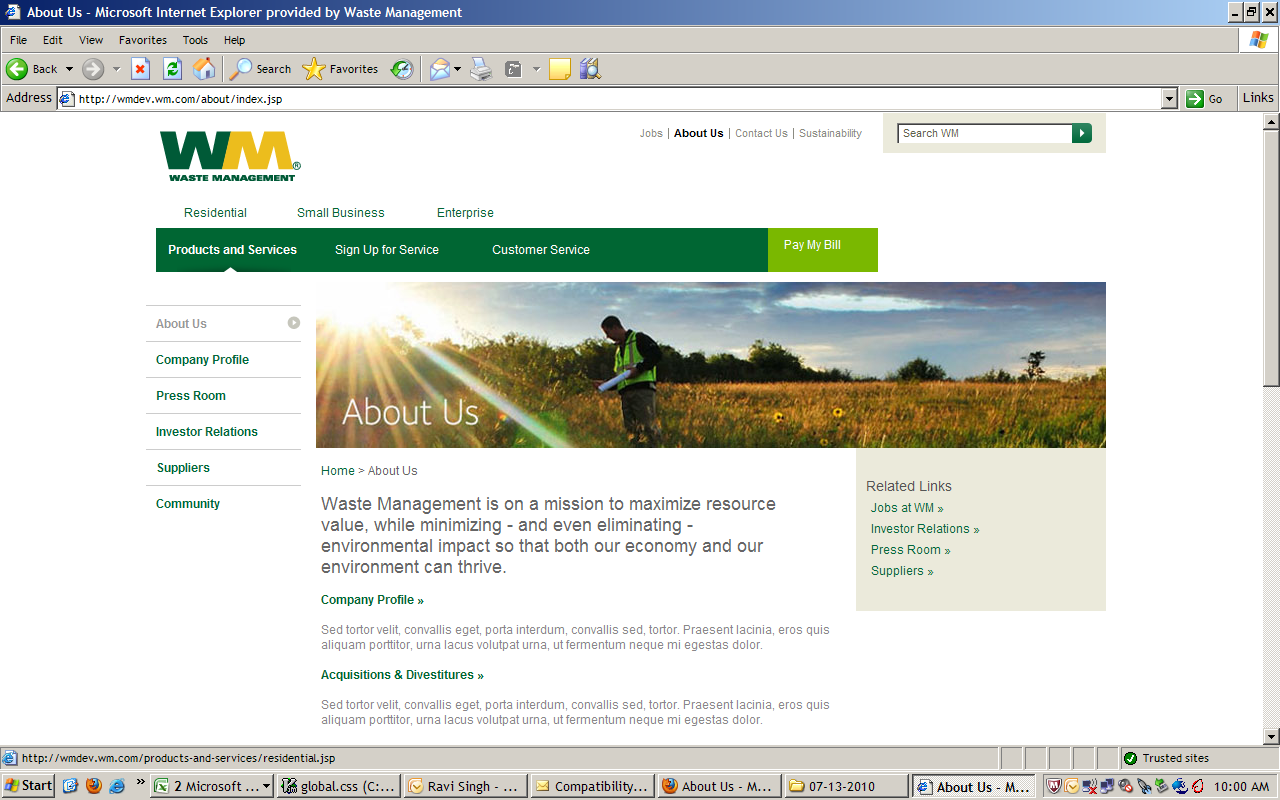 About Us - Microsoft Internet Explorer provided by Waste Management
File Edit View Favorites Tools Help
Back Search Favorites
Address http://wmdev.wm.com/about/index.jsp Go Links
Jobs | About Us | Contact Us | Sustainability
Search WM
WM®
WASTE MANAGEMENT
Residential Small Business Enterprise
Products and Services Sign Up for Service Customer Service Pay My Bill
About Us
Company Profile
Press Room
Investor Relations
Suppliers
Community
About Us
Home > About Us
Waste Management is on a mission to maximize resource
value, while minimizing - and even eliminating -
environmental impact so that both our economy and our
environment can thrive.
Company Profile »
Sed tortor velit, convallis eget, porta interdum, convallis sed, tortor. Praesent lacinia, eros quis
aliquam porttitor, urna lacus volutpat urna, ut fermentum neque mi egestas dolor.
Acquisitions & Divestitures »
Sed tortor velit, convallis eget, porta interdum, convallis sed, tortor. Praesent lacinia, eros quis
aliquam porttitor, urna lacus volutpat urna, ut fermentum neque mi egestas dolor.
Related Links
Jobs at WM »
Investor Relations »
Press Room »
Suppliers »
http://wmdev.wm.com/products-and-services/residential.jsp Trusted sites
Start » 2 Microsoft ... global.css (C:... Ravi Singh - ... Compatibility... About Us - M... 07-13-2010 About Us - M... 10:00 AM